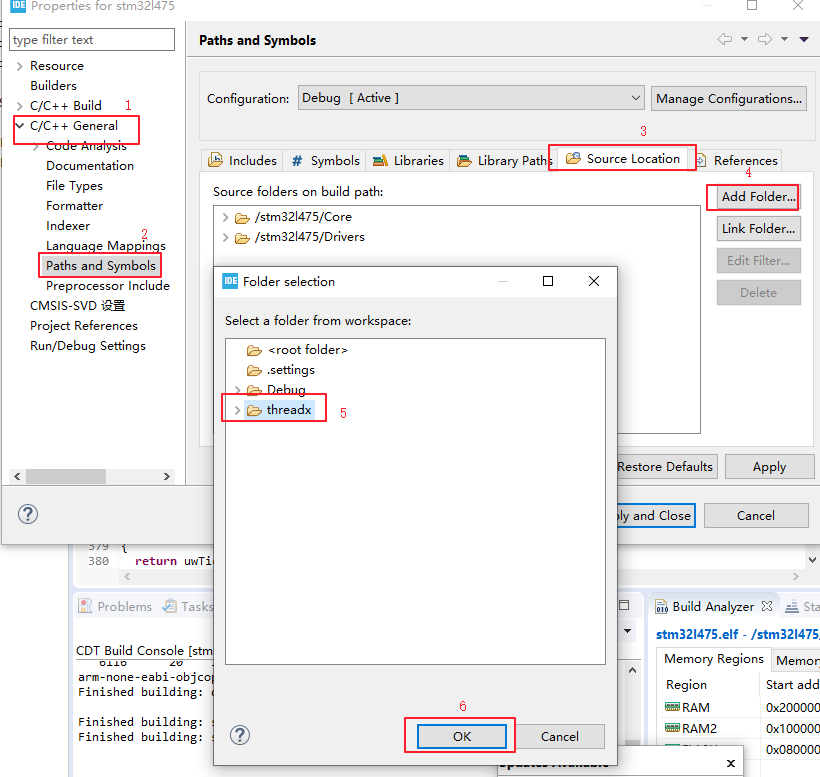 IDE Properties for stm32l475
type filter text
Resource
Builders
C/C++ Build
1
C/C++ General
Code Analysis
Documentation
File Types
Formatter
Indexer
Language Mappings
2
Paths and Symbols
Preprocessor Include
CMSIS-SVD 设置
Project References
Run/Debug Settings
Paths and Symbols
Configuration:
Debug [ Active ]
Manage Configurations...
3
Includes
# Symbols
Libraries
Library Paths
Source Location
References
4
Source folders on build path:
/stm32l475/Core
/stm32l475/Drivers
Add Folder...
Link Folder...
Edit Filter...
Delete
IDE Folder selection
Select a folder from workspace:
<root folder>
.settings
Debug
threadx
5
Restore Defaults
Apply
and Close
Cancel
?
379 {
380 return uwTi
Problems
Tasks
CDT Build Console [stm
6116 20
arm-none-eabi-objcop
Finished building:
Finished building: s
Finished building: s
6
?
OK
Cancel
010 Build Analyzer
Sta
stm32l475.elf - /stm32l475/
Memory Regions
Memory
Region
Start add
RAM
0x200000
RAM2
0x100000
0x080000